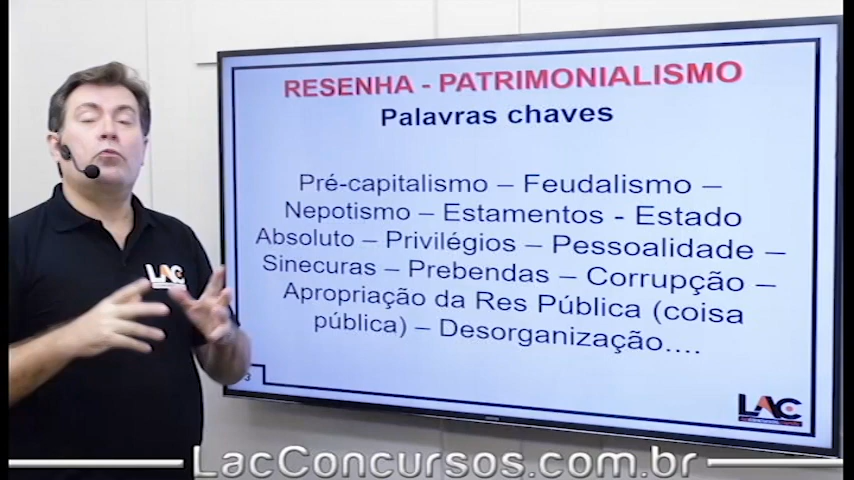 RESENHA - PATRIMONIALISMO
Palavras chaves
Pré-capitalismo – Feudalismo –
Nepotismo – Estamentos - Estado
Absoluto – Privilégios – Pessoalidade –
Sinecuras – Prebendas – Corrupção –
Apropriação da Res Pública (coisa
pública) – Desorganização....
3
LAC
LAC
LacConcursos.com.br